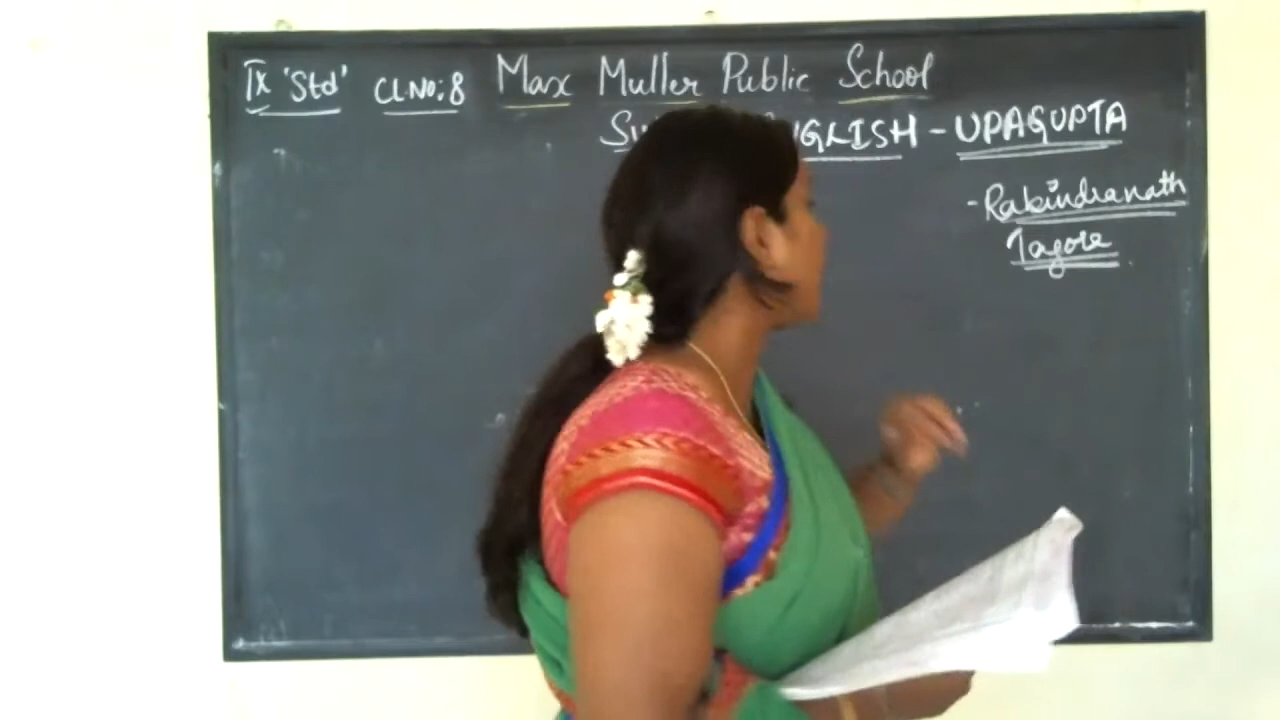 IX 'Std' Cl.No:8 Max Muller Public School
ENGLISH - UPAGUPTA
- Rabindranath
Tagore